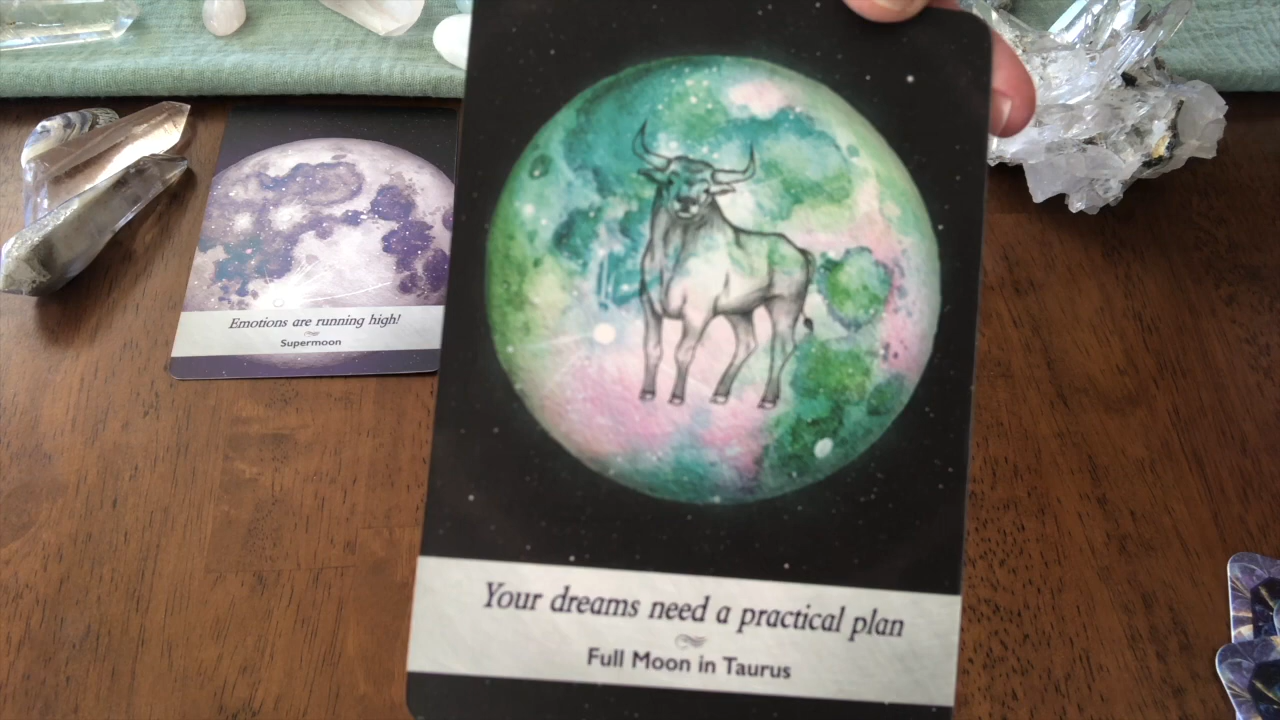 Emotions are running high!
Supermoon
Your dreams need a practical plan
Full Moon in Taurus